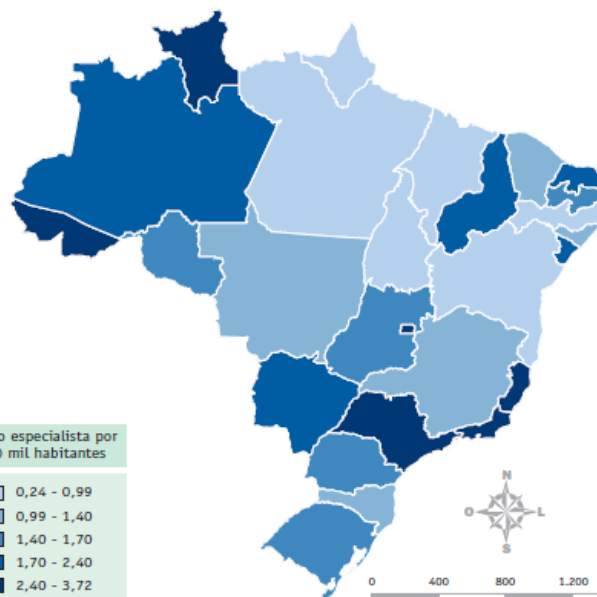 o especialista por
mil habitantes
0,24 - 0,99
0,99 - 1,40
1,40 - 1,70
1,70 - 2,40
2,40 - 3,72
N
O
L
S
0 400 800 1.200